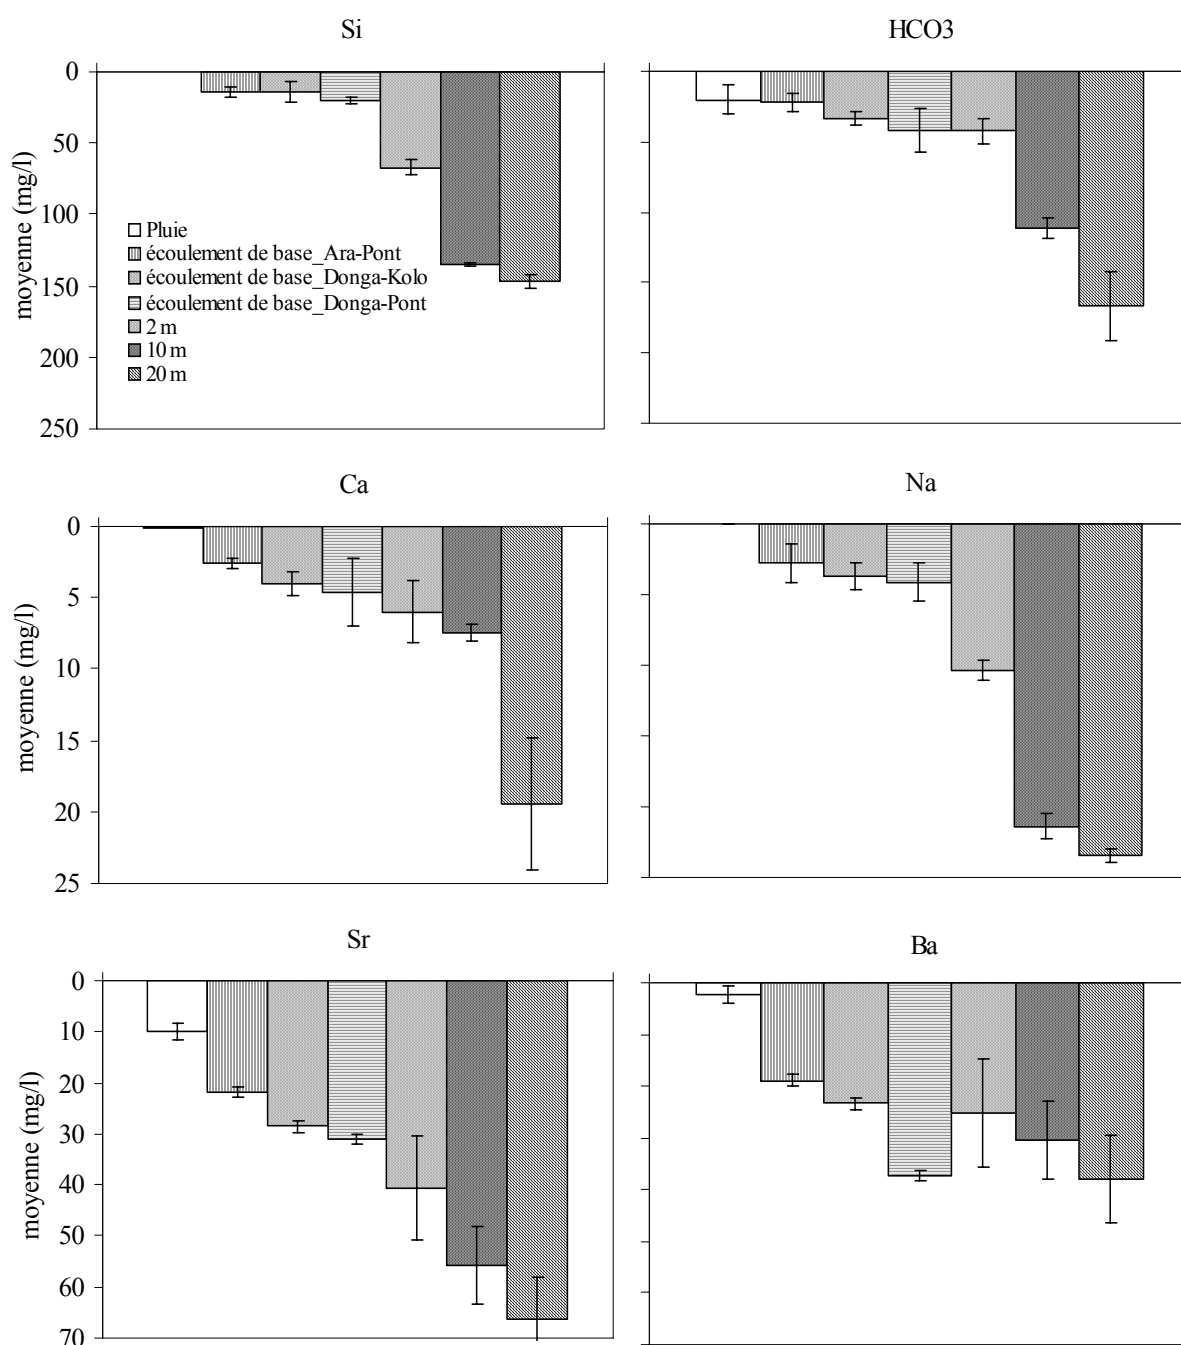 Si
HCO3
0
50
100
150
200
250
moyenne (mg/l)
Pluie
écoulement de base_Ara-Pont
écoulement de base_Donga-Kolo
écoulement de base_Donga-Pont
2 m
10 m
20 m
Ca
Na
0
5
10
15
20
25
moyenne (mg/l)
Sr
Ba
0
10
20
30
40
50
60
70
moyenne (mg/l)